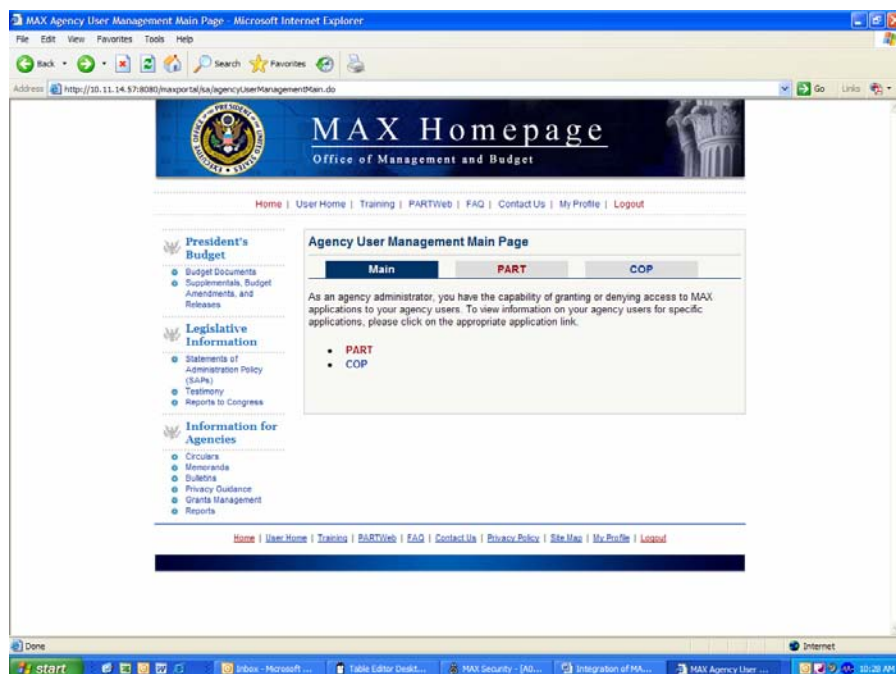 MAX Agency User Management Main Page - Microsoft Internet Explorer
File Edit View Favorites Tools Help
Back Search Favorites
Address http://10.11.14.57:8080/maxportal/sa/agencyUserManagementMain.do Go Links
MAX Homepage
Office of Management and Budget
Home | User Home | Training | PARTWeb | FAQ | Contact Us | My Profile | Logout
President's
Budget
Budget Documents
Supplementals, Budget
Amendments, and
Releases
Legislative
Information
Statements of
Administration Policy
(SAPs)
Testimony
Reports to Congress
Information for
Agencies
Circulars
Memoranda
Bulletins
Privacy Guidance
Grants Management
Reports
Agency User Management Main Page
Main PART COP
As an agency administrator, you have the capability of granting or denying access to MAX
applications to your agency users. To view information on your agency users for specific
applications, please click on the appropriate application link.
PART
COP
Home | User Home | Training | PARTWeb | FAQ | Contact Us | Privacy Policy | Site Map | My Profile | Logout
Done Internet
start Inbox - Microsoft ... Table Editor Deskt... MAX Security - [A0... Integration of MA... MAX Agency User ... 10:28 AM